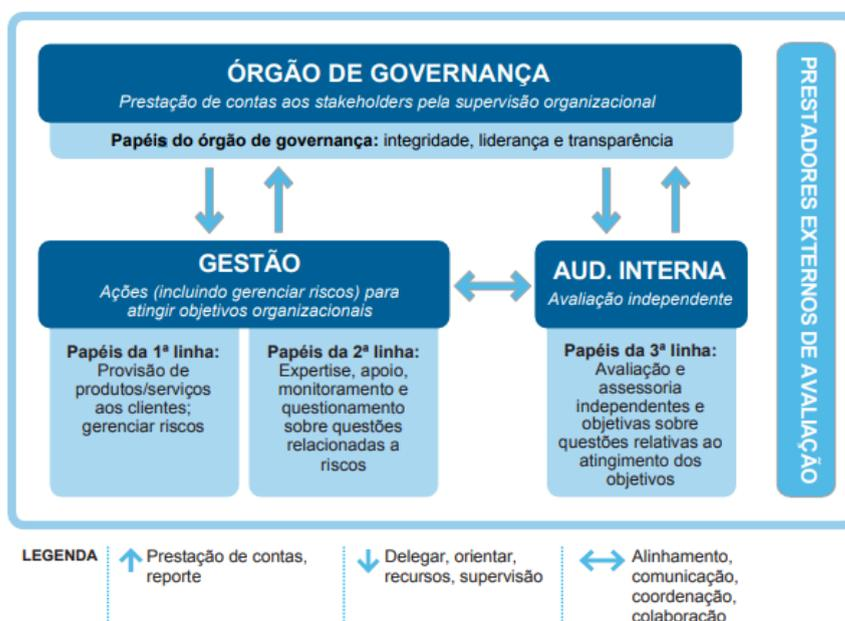 ÓRGÃO DE GOVERNANÇA
Prestação de contas aos stakeholders pela supervisão organizacional
Papéis do órgão de governança: integridade, liderança e transparência
GESTÃO
Ações (incluindo gerenciar riscos) para
atingir objetivos organizacionais
Papéis da 1ª linha:
Provisão de
produtos/serviços
aos clientes;
gerenciar riscos
Papéis da 2ª linha:
Expertise, apoio,
monitoramento e
questionamento
sobre questões
relacionadas a
riscos
AUD. INTERNA
Avaliação independente
Papéis da 3ª linha:
Avaliação e
assessoria
independentes e
objetivas sobre
questões relativas ao
atingimento dos
objetivos
PRESTADORES EXTERNOS DE AVALIAÇÃO
LEGENDA
Prestação de contas,
reporte
Delegar, orientar,
recursos, supervisão
Alinhamento,
comunicação,
coordenação,
colaboração